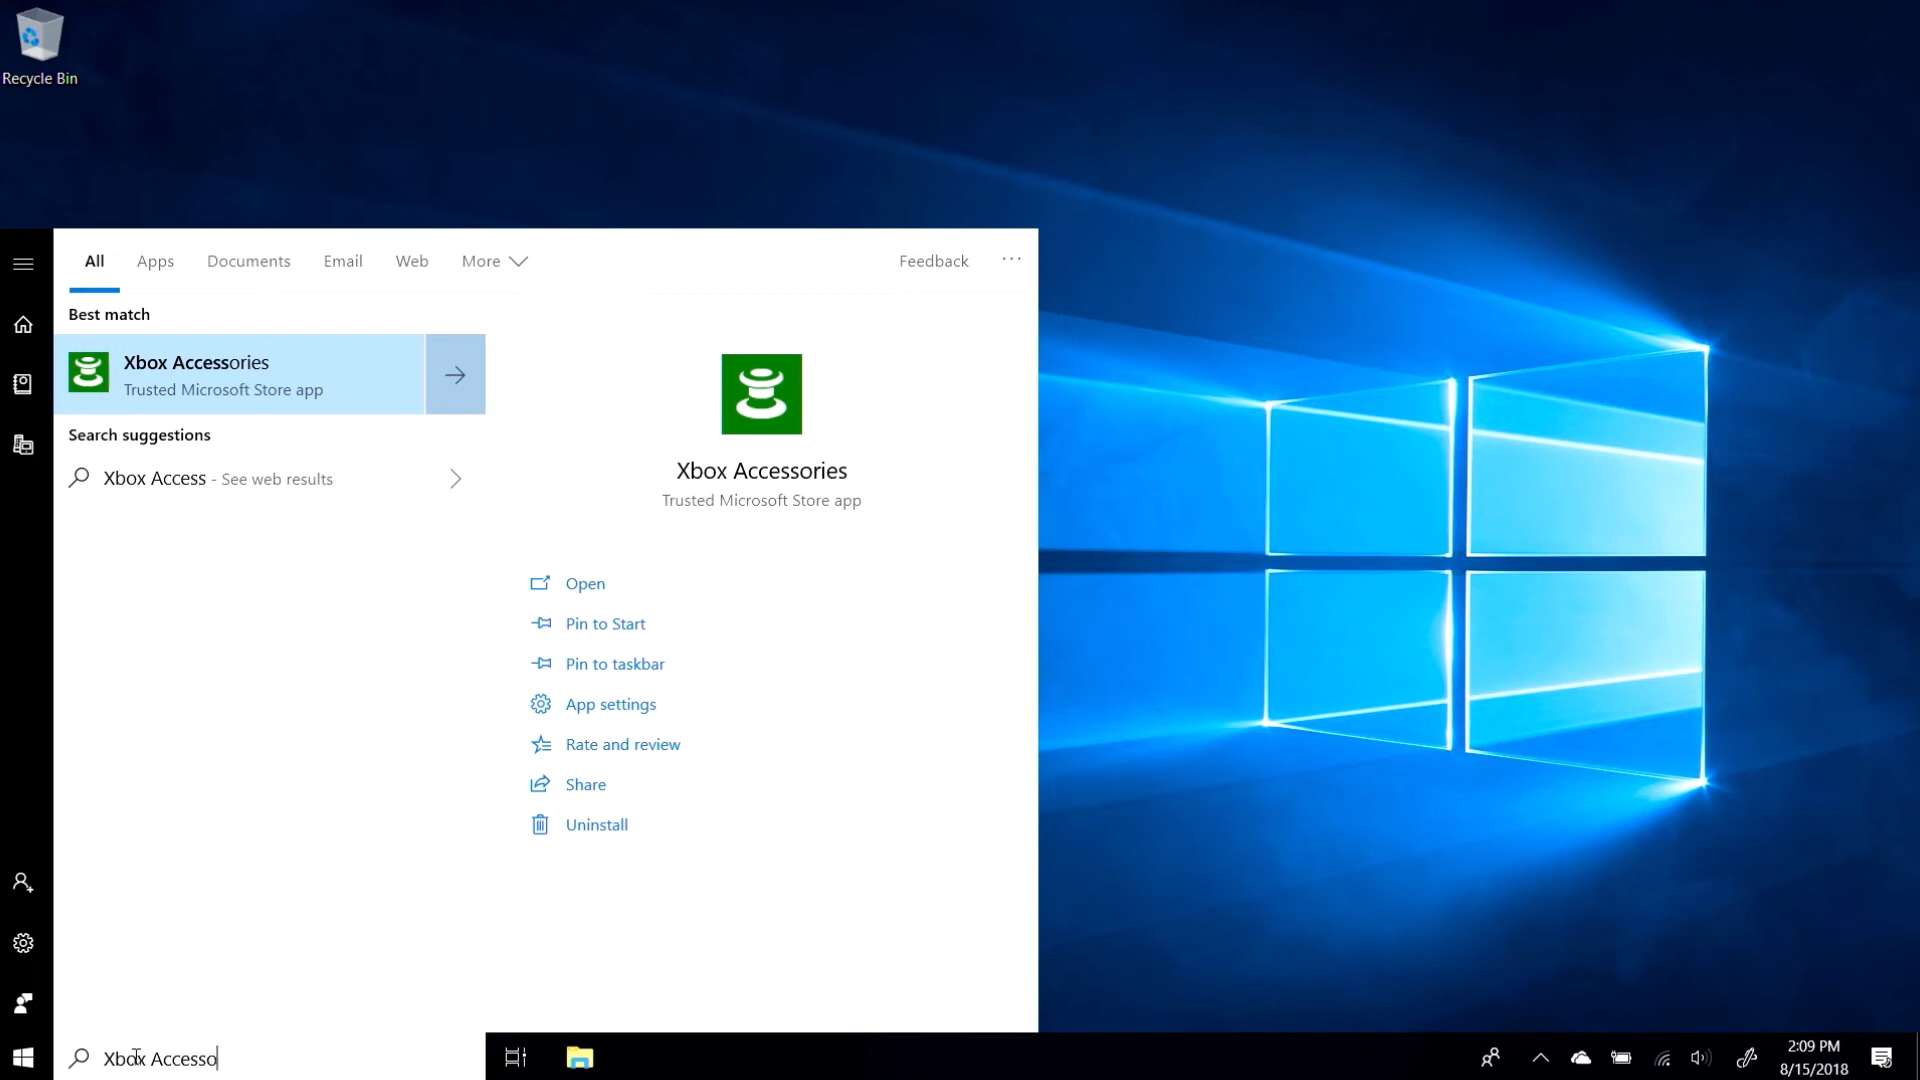 Recycle Bin
All Apps Documents Email Web More Feedback ...
Best match
Xbox Accessories
Trusted Microsoft Store app
Search suggestions
Xbox Access - See web results
Xbox Accessories
Trusted Microsoft Store app
Open
Pin to Start
Pin to taskbar
App settings
Rate and review
Share
Uninstall
Xbox Accesso
2:09 PM
8/15/2018